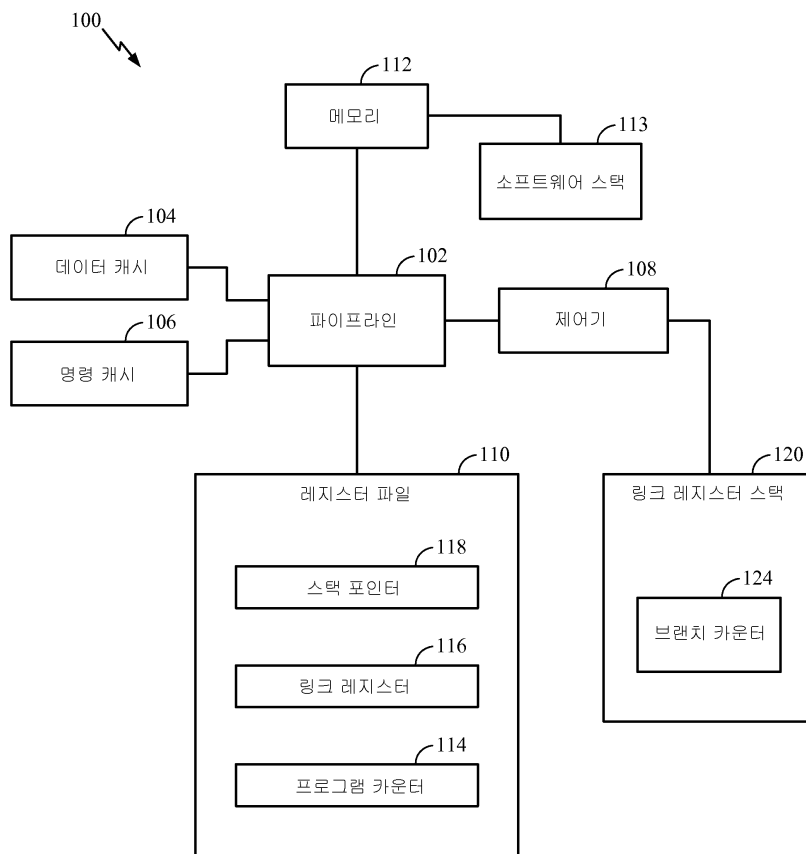 100
112
메모리
113
소프트웨어 스택
104
데이터 캐시
102
파이프라인
108
제어기
106
명령 캐시
110
레지스터 파일
120
링크 레지스터 스택
118
스택 포인터
124
브랜치 카운터
116
링크 레지스터
114
프로그램 카운터